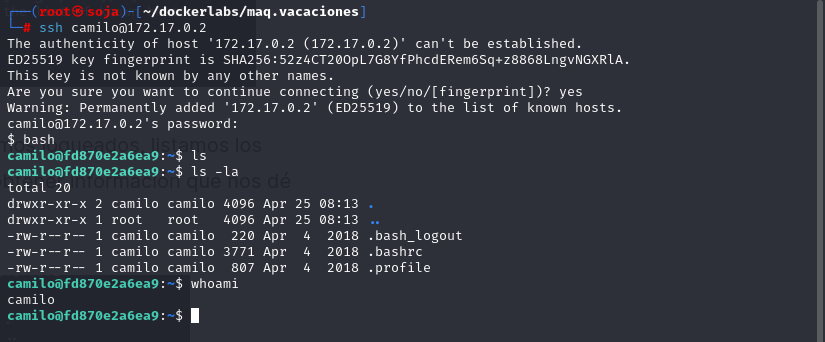 ┌──(root㉿soja)-[~/dockerlabs/maq.vacaciones]
└─# ssh camilo@172.17.0.2
The authenticity of host '172.17.0.2 (172.17.0.2)' can't be established.
ED25519 key fingerprint is SHA256:52z4CT20OpL7G8YfPhcdERem6Sq+z8868LngvNGXRlA.
This key is not known by any other names.
Are you sure you want to continue connecting (yes/no/[fingerprint])? yes
Warning: Permanently added '172.17.0.2' (ED25519) to the list of known hosts.
camilo@172.17.0.2's password:
$ bash
camilo@fd870e2a6ea9:~$ ls
camilo@fd870e2a6ea9:~$ ls -la
total 20
drwxr-xr-x 2 camilo camilo 4096 Apr 25 08:13 .
drwxr-xr-x 1 root   root   4096 Apr 25 08:13 ..
-rw-r--r-- 1 camilo camilo  220 Apr  4  2018 .bash_logout
-rw-r--r-- 1 camilo camilo 3771 Apr  4  2018 .bashrc
-rw-r--r-- 1 camilo camilo  807 Apr  4  2018 .profile
camilo@fd870e2a6ea9:~$ whoami
camilo
camilo@fd870e2a6ea9:~$